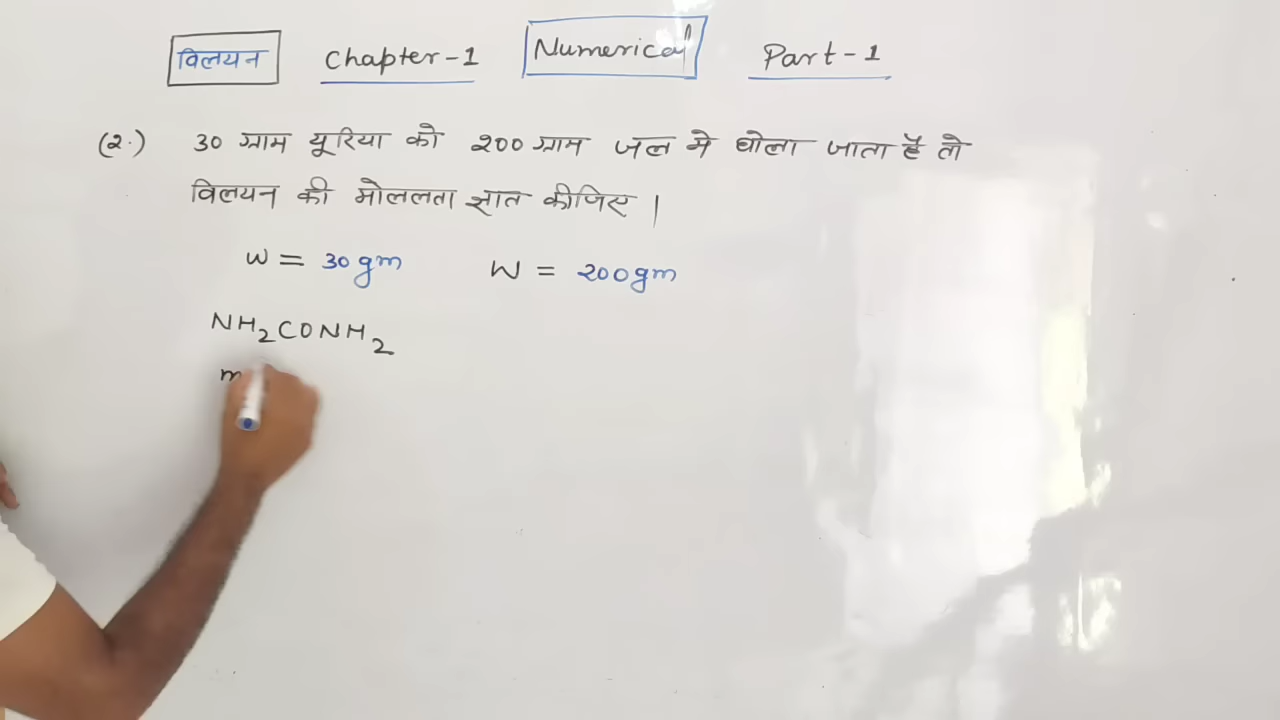 विलयन Chapter-1 Numerical Part-1
(2.) 30 ग्राम यूरिया को 200 ग्राम जल मे घोला जाता है तो
विलयन की मोललता ज्ञात कीजिए |
w = 30 gm W = 200 gm
NH2CONH2
m